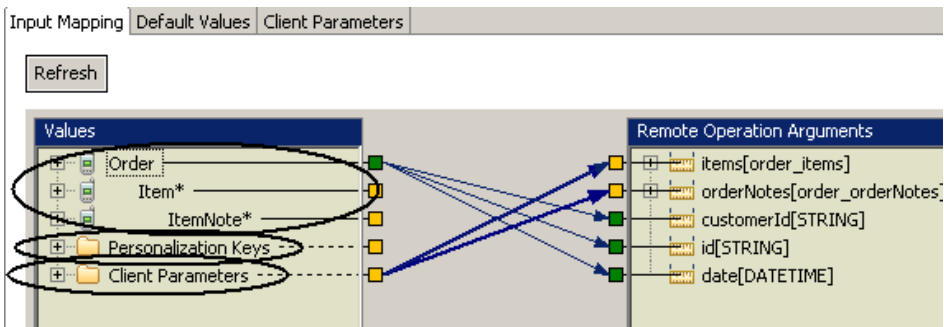 Input Mapping Default Values Client Parameters
Refresh
Values
Order
Item*
ItemNote*
Personalization Keys
Client Parameters
Remote Operation Arguments
items[order_items]
orderNotes[order_orderNotes]
customerId[STRING]
id[STRING]
date[DATETIME]